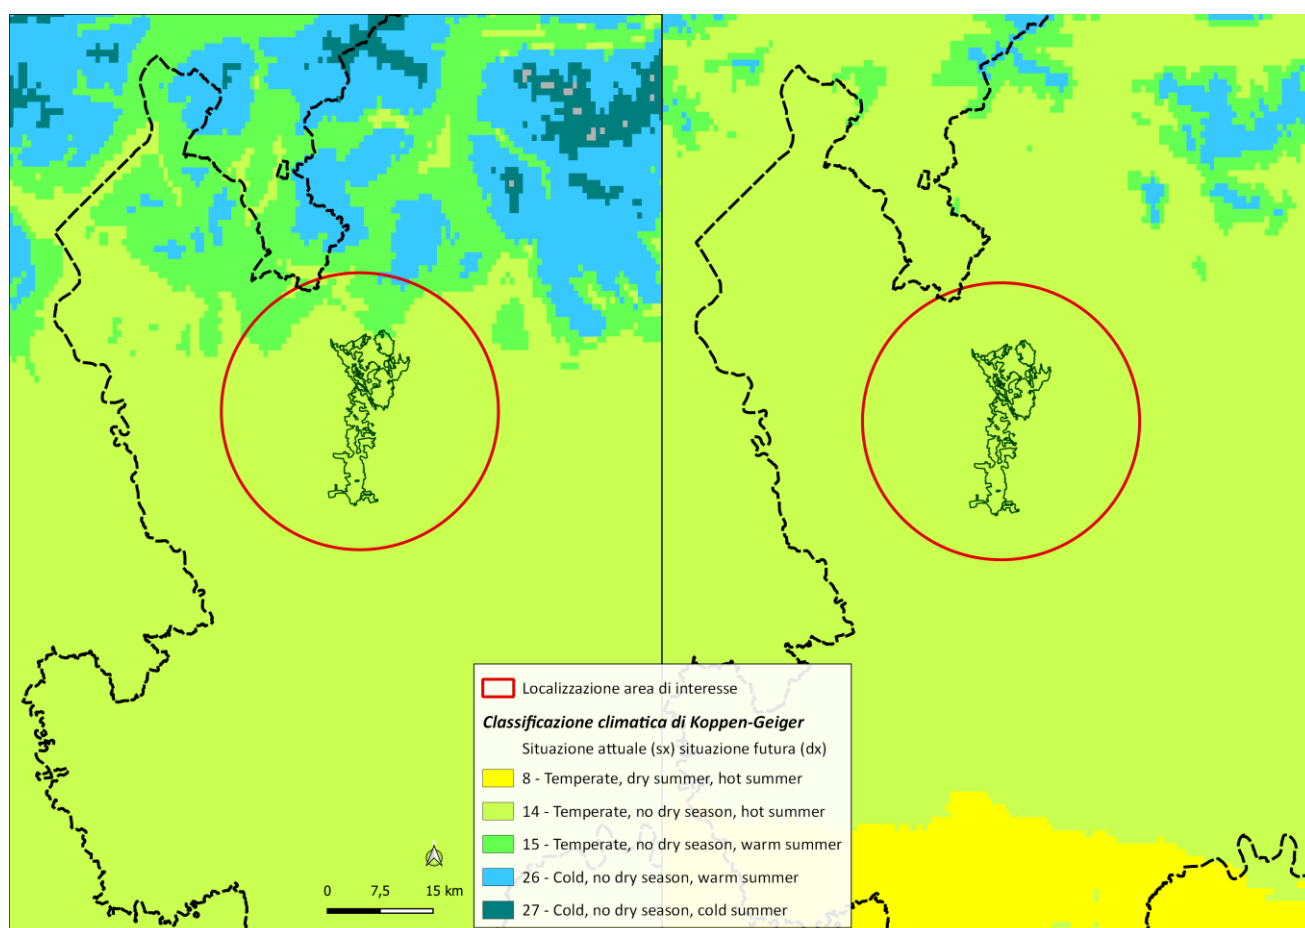 Localizzazione area di interesse
Classificazione climatica di Koppen-Geiger
Situazione attuale (sx) situazione futura (dx)
8 - Temperate, dry summer, hot summer
14 - Temperate, no dry season, hot summer
15 - Temperate, no dry season, warm summer
26 - Cold, no dry season, warm summer
27 - Cold, no dry season, cold summer
0 7,5 15 km